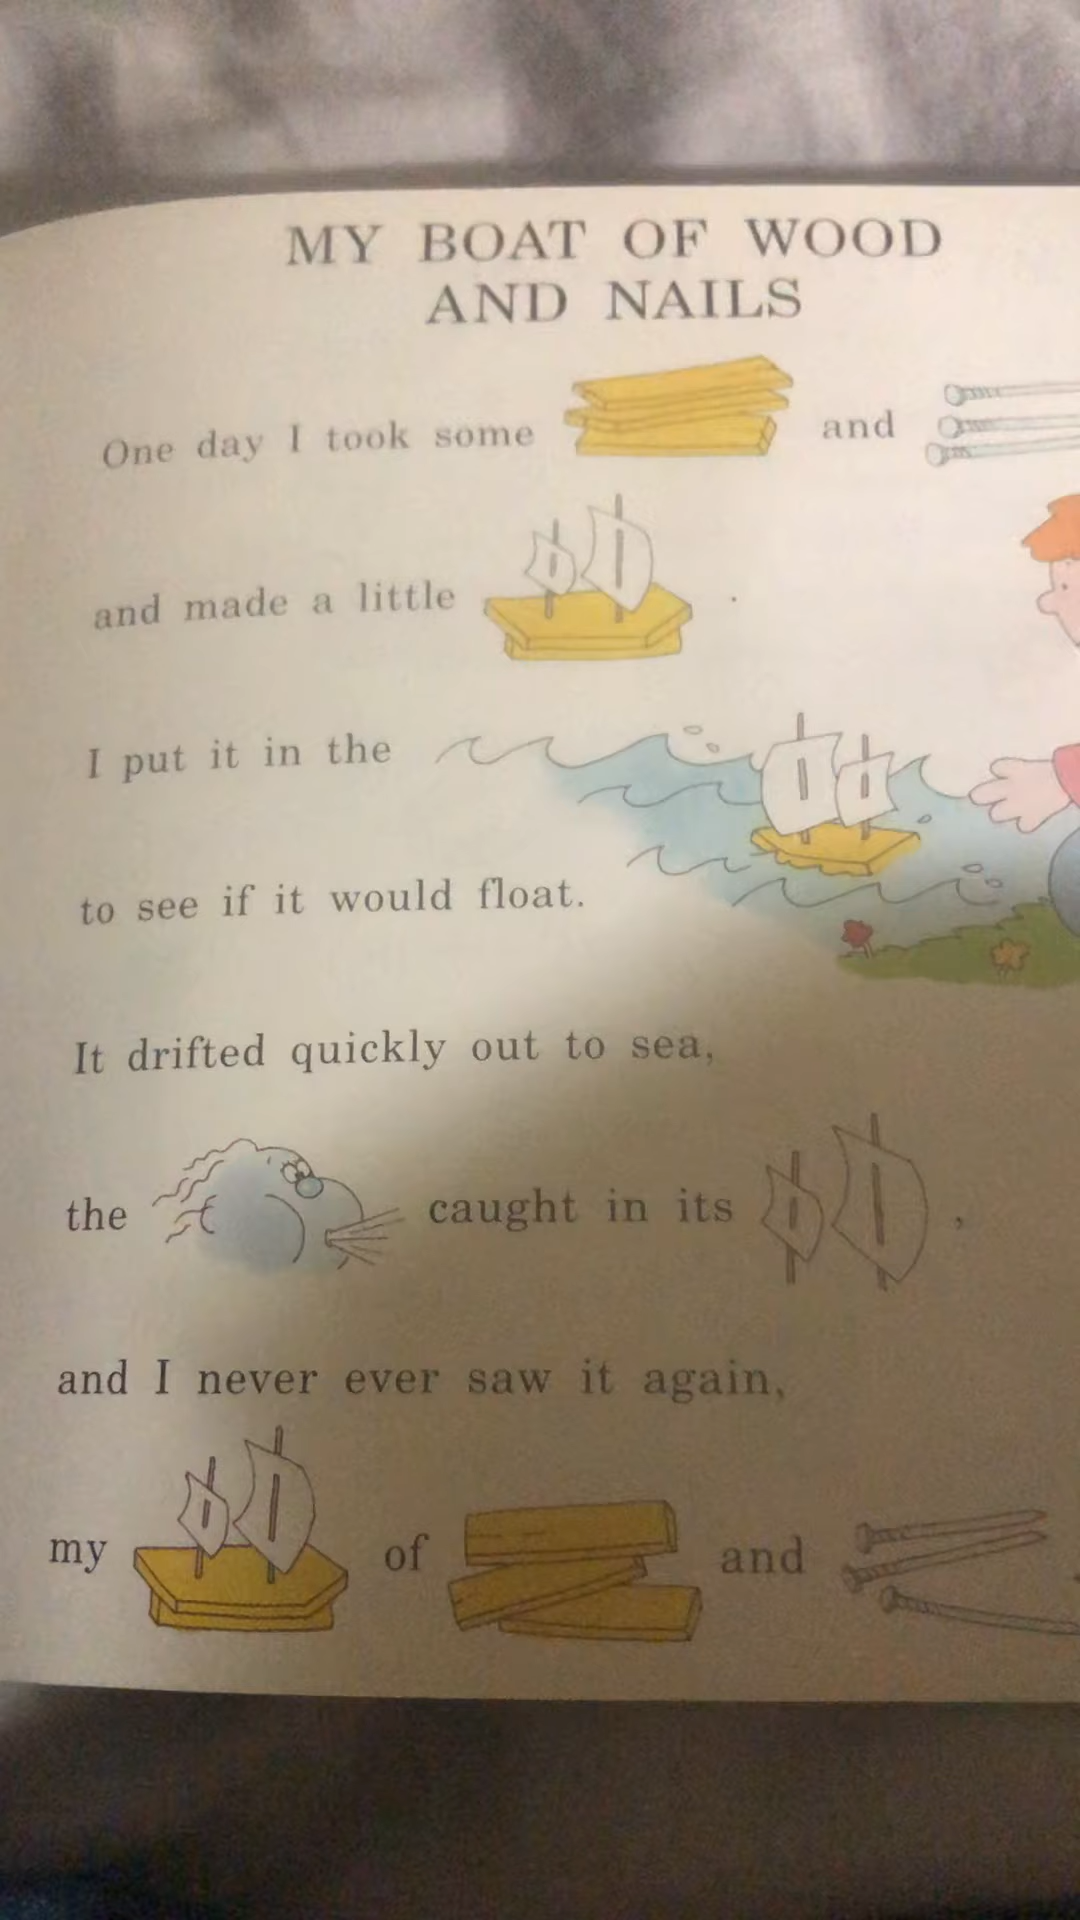 MY BOAT OF WOOD
AND NAILS
One day I took some and
and made a little .
I put it in the
to see if it would float.
It drifted quickly out to sea,
the caught in its ,
and I never ever saw it again,
my of and .